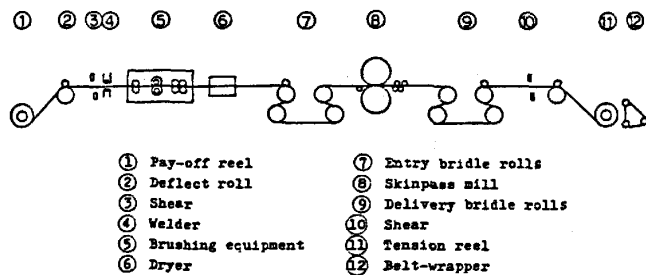 ① ② ③ ④ ⑤ ⑥ ⑦ ⑧ ⑨ ⑩ ⑪ ⑫
① Pay-off reel
② Deflect roll
③ Shear
④ Welder
⑤ Brushing equipment
⑥ Dryer
⑦ Entry bridle rolls
⑧ Skinpass mill
⑨ Delivery bridle rolls
⑩ Shear
⑪ Tension reel
⑫ Belt-wrapper